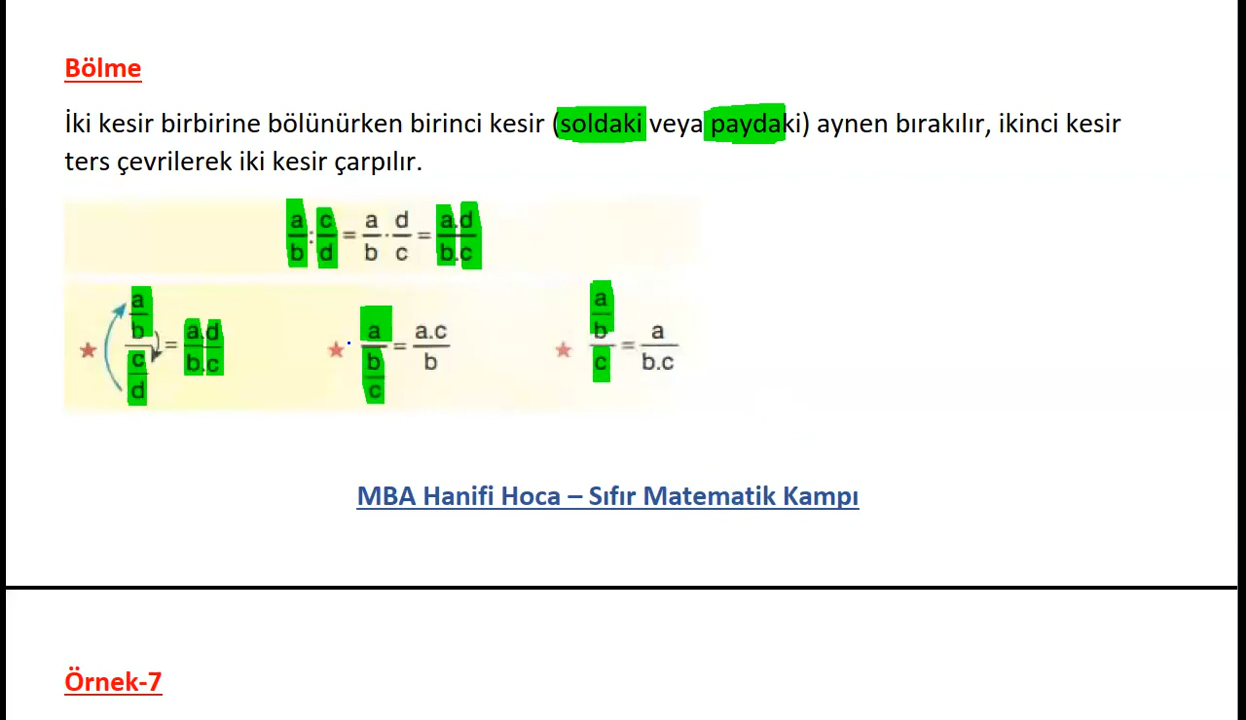 Bölme
İki kesir birbirine bölünürken birinci kesir (soldaki veya paydaki) aynen bırakılır, ikinci kesir
ters çevrilerek iki kesir çarpılır.
a/b : c/d = a/b . d/c = a.d/b.c
★ (a/b)/(c/d) = a.d/b.c ★ a/(b/c) = a.c/b ★ (a/b)/c = a/b.c
MBA Hanifi Hoca – Sıfır Matematik Kampı
Örnek-7